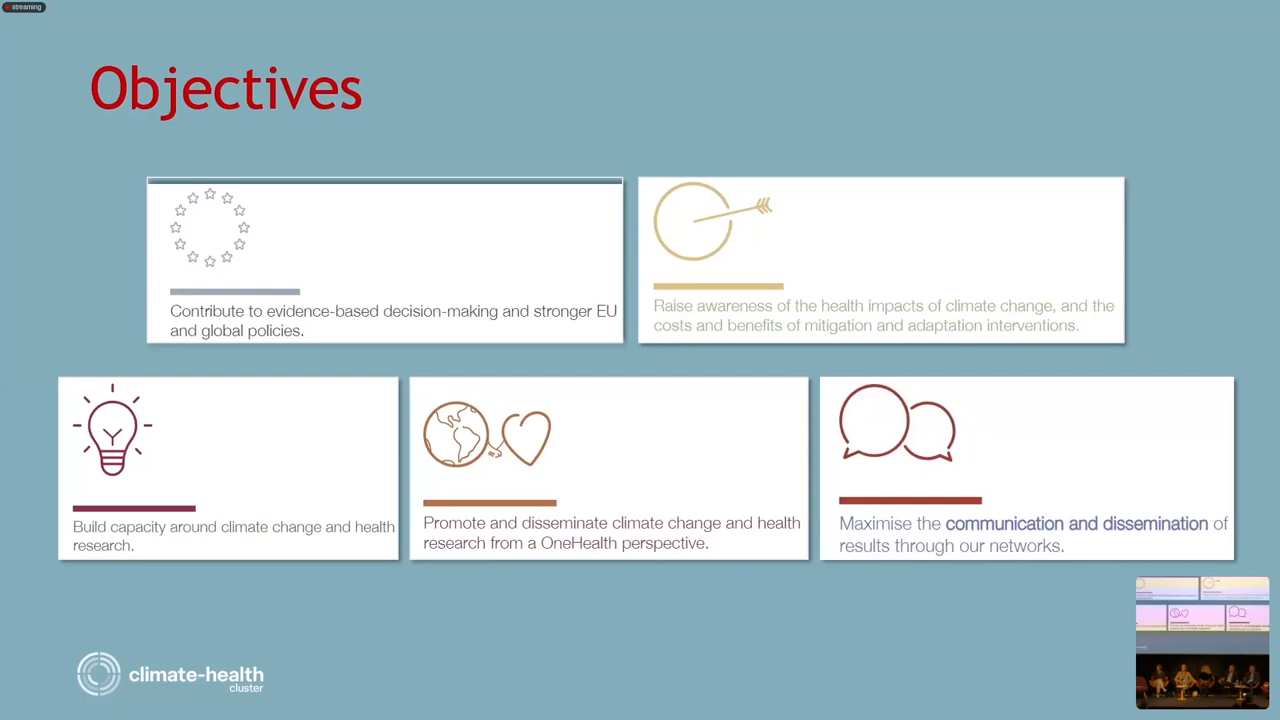 streaming
Objectives
Contribute to evidence-based decision-making and stronger EU
and global policies.
Raise awareness of the health impacts of climate change, and the
costs and benefits of mitigation and adaptation interventions.
Build capacity around climate change and health
research.
Promote and disseminate climate change and health
research from a OneHealth perspective.
Maximise the communication and dissemination of
results through our networks.
climate-health
cluster